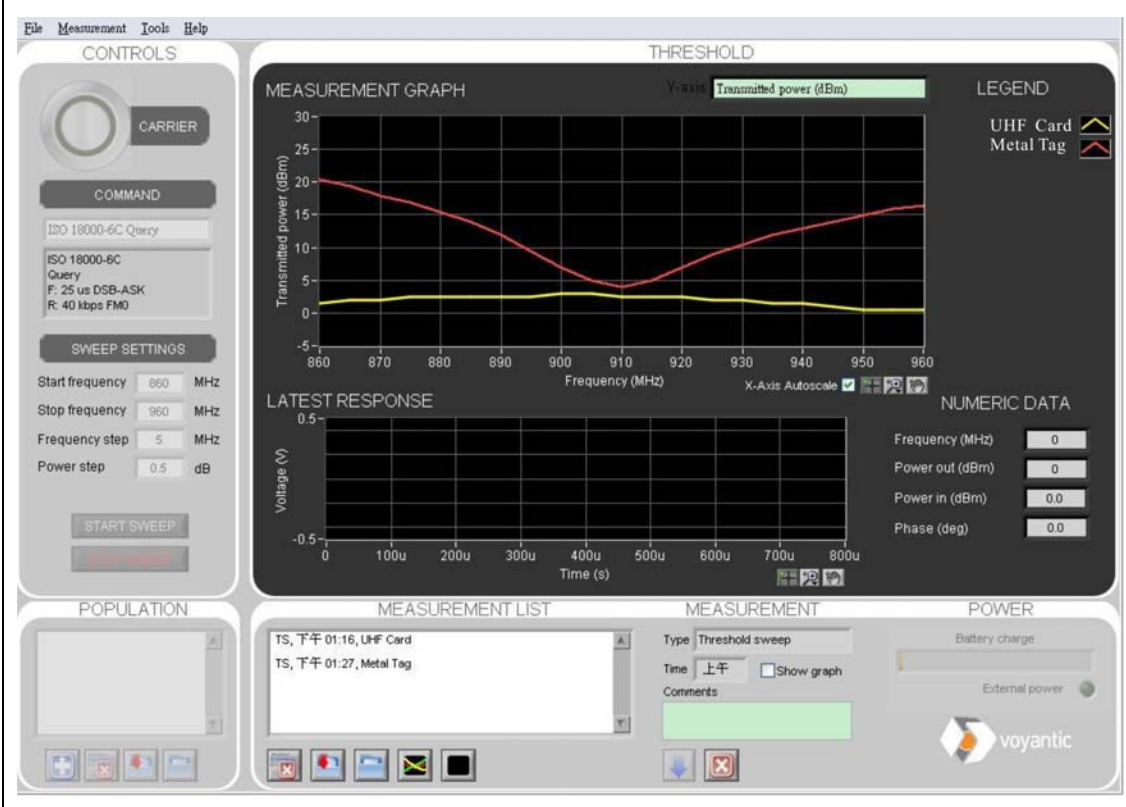 File Measurement Tools Help
CONTROLS
CARRIER
COMMAND
ISO 18000-6C Query
ISO 18000-6C
Query
F: 25 us DSB-ASK
R: 40 kbps FM0
SWEEP SETTINGS
Start frequency 860 MHz
Stop frequency 960 MHz
Frequency step 5 MHz
Power step 0.5 dB
START SWEEP
THRESHOLD
MEASUREMENT GRAPH
Y-axis Transmitted power (dBm)
LEGEND
UHF Card
Metal Tag
Transmitted power (dBm)
30
25
20
15
10
5
0
-5
860 870 880 890 900 910 920 930 940 950 960
Frequency (MHz)
X-Axis Autoscale
LATEST RESPONSE
Voltage (V)
0.5
-0.5
0 100u 200u 300u 400u 500u 600u 700u 800u
Time (s)
NUMERIC DATA
Frequency (MHz) 0
Power out (dBm) 0
Power in (dBm) 0.0
Phase (deg) 0.0
POPULATION
MEASUREMENT LIST
TS, 下午 01:16, UHF Card
TS, 下午 01:27, Metal Tag
MEASUREMENT
Type Threshold sweep
Time 上午 Show graph
Comments
POWER
Battery charge
External power
voyantic